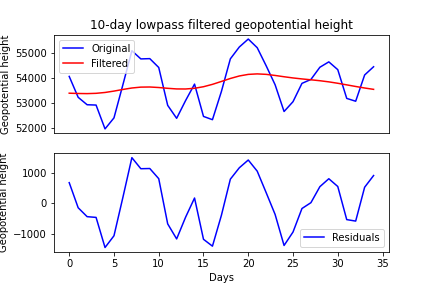 10-day lowpass filtered geopotential height
Geopotential height
55000
54000
53000
52000
Original
Filtered
Geopotential height
1000
0
−1000
Residuals
0 5 10 15 20 25 30 35
Days